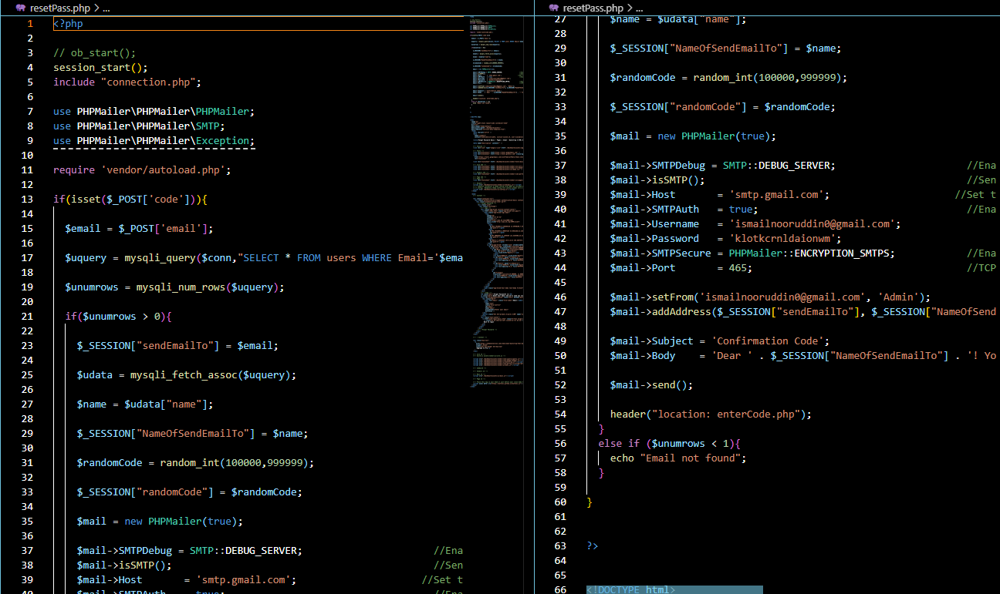 resetPass.php > ...
1 <?php
2
3 // ob_start();
4 session_start();
5 include "connection.php";
6
7 use PHPMailer\PHPMailer\PHPMailer;
8 use PHPMailer\PHPMailer\SMTP;
9 use PHPMailer\PHPMailer\Exception;
10
11 require 'vendor/autoload.php';
12
13 if(isset($_POST['code'])){
14
15 $email = $_POST['email'];
16
17 $uquery = mysqli_query($conn,"SELECT * FROM users WHERE Email='$ema
18
19 $unumrows = mysqli_num_rows($uquery);
20
21 if($unumrows > 0){
22
23 $_SESSION["sendEmailTo"] = $email;
24
25 $udata = mysqli_fetch_assoc($uquery);
26
27 $name = $udata["name"];
28
29 $_SESSION["NameOfSendEmailTo"] = $name;
30
31 $randomCode = random_int(100000,999999);
32
33 $_SESSION["randomCode"] = $randomCode;
34
35 $mail = new PHPMailer(true);
36
37 $mail->SMTPDebug = SMTP::DEBUG_SERVER; //Ena
38 $mail->isSMTP(); //Sen
39 $mail->Host = 'smtp.gmail.com'; //Set t
40 $mail->SMTPAuth = true; //Ena
resetPass.php > ...
27 $name = $udata["name"];
28
29 $_SESSION["NameOfSendEmailTo"] = $name;
30
31 $randomCode = random_int(100000,999999);
32
33 $_SESSION["randomCode"] = $randomCode;
34
35 $mail = new PHPMailer(true);
36
37 $mail->SMTPDebug = SMTP::DEBUG_SERVER; //Ena
38 $mail->isSMTP(); //Sen
39 $mail->Host = 'smtp.gmail.com'; //Set t
40 $mail->SMTPAuth = true; //Ena
41 $mail->Username = 'ismailnooruddin0@gmail.com';
42 $mail->Password = 'klotkcrnldaionwm';
43 $mail->SMTPSecure = PHPMailer::ENCRYPTION_SMTPS; //Ena
44 $mail->Port = 465; //TCP
45
46 $mail->setFrom('ismailnooruddin0@gmail.com', 'Admin');
47 $mail->addAddress($_SESSION["sendEmailTo"], $_SESSION["NameOfSend
48
49 $mail->Subject = 'Confirmation Code';
50 $mail->Body = 'Dear ' . $_SESSION["NameOfSendEmailTo"] . '! Yo
51
52 $mail->send();
53
54 header("location: enterCode.php");
55 }
56 else if ($unumrows < 1){
57 echo "Email not found";
58 }
59
60 }
61
62
63 ?>
64
65
66 <!DOCTYPE html>